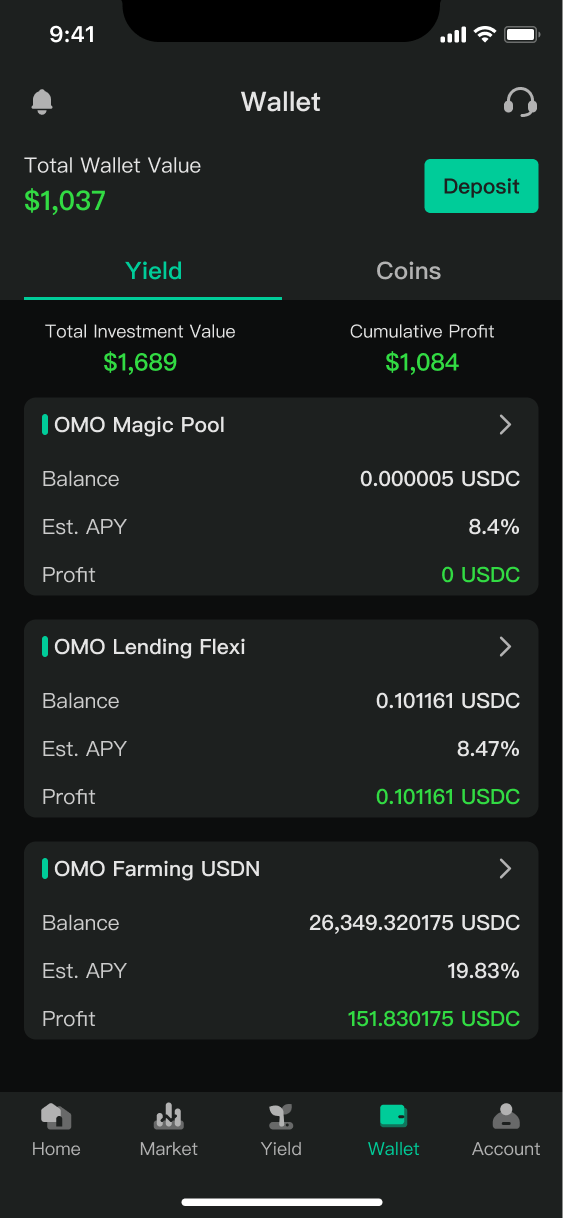 9:41
Wallet
Total Wallet Value
$1,037
Deposit
Yield
Coins
Total Investment Value
Cumulative Profit
$1,689
$1,084
OMO Magic Pool
Balance 0.000005 USDC
Est. APY 8.4%
Profit 0 USDC
OMO Lending Flexi
Balance 0.101161 USDC
Est. APY 8.47%
Profit 0.101161 USDC
OMO Farming USDN
Balance 26,349.320175 USDC
Est. APY 19.83%
Profit 151.830175 USDC
Home Market Yield Wallet Account